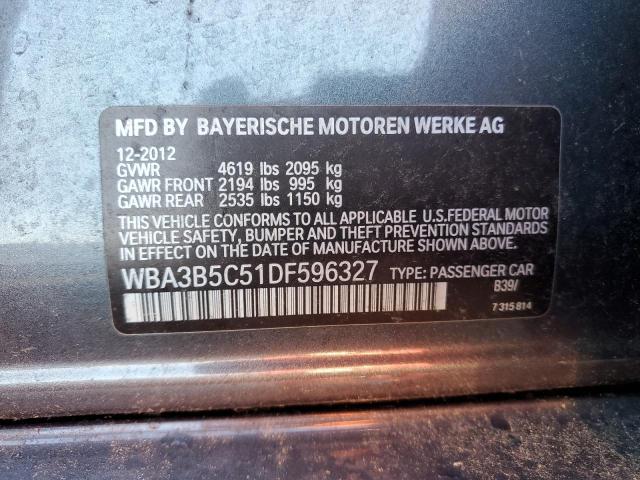 MFD BY BAYERISCHE MOTOREN WERKE AG
12-2012
GVWR 4619 lbs 2095 kg
GAWR FRONT 2194 lbs 995 kg
GAWR REAR 2535 lbs 1150 kg
THIS VEHICLE CONFORMS TO ALL APPLICABLE U.S.FEDERAL MOTOR
VEHICLE SAFETY, BUMPER AND THEFT PREVENTION STANDARDS
IN EFFECT ON THE DATE OF MANUFACTURE SHOWN ABOVE.
WBA3B5C51DF596327 TYPE: PASSENGER CAR
B39/
7 315 814